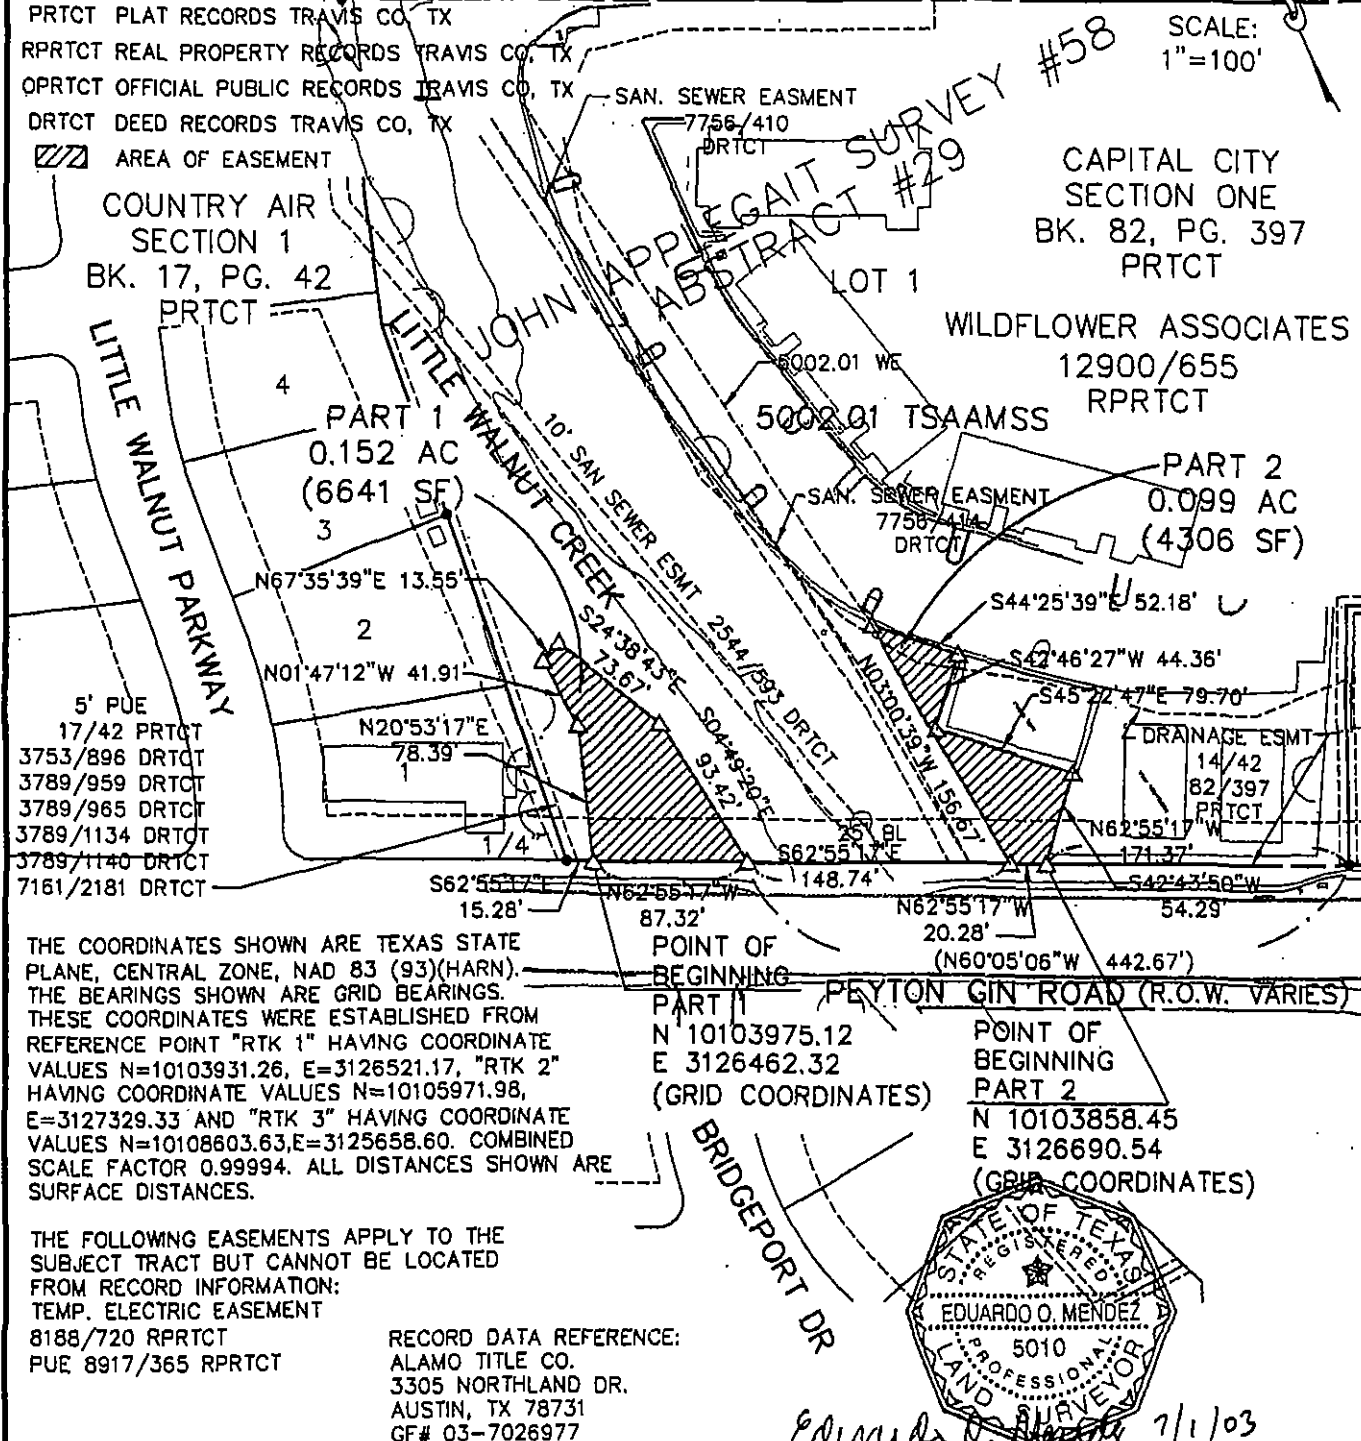 PRTCT PLAT RECORDS TRAVIS CO, TX
RPRTCT REAL PROPERTY RECORDS TRAVIS CO, TX
OPRTCT OFFICIAL PUBLIC RECORDS TRAVIS CO, TX
DRTCT DEED RECORDS TRAVIS CO, TX
AREA OF EASEMENT
SCALE:
1"=100'
SAN. SEWER EASMENT
7756/410
DRTCT
JOHN APPLEGAIT SURVEY #58
ABSTRACT #29
COUNTRY AIR
SECTION 1
BK. 17, PG. 42
PRTCT
CAPITAL CITY
SECTION ONE
BK. 82, PG. 397
PRTCT
LOT 1
WILDFLOWER ASSOCIATES
12900/655
RPRTCT
5002.01 WE
5002.01 TSAAMSS
LITTLE WALNUT PARKWAY
LITTLE WALNUT CREEK
10' SAN SEWER ESMT 2544/593 DRTCT
4
PART 1
0.152 AC
(6641 SF)
3
PART 2
0.099 AC
(4306 SF)
SAN. SEWER EASMENT
7756/414
DRTCT
N67°35'39"E 13.55'
2
N01°47'12"W 41.91'
S24°38'43"E
73.67'
S44°25'39"E 52.18'
S42°46'27"W 44.36'
S45°22'47"E 79.70'
N03°00'39"W 156.67'
S04°49'20"E
93.42'
N20°53'17"E
78.39'
1
1/4"
5' PUE
17/42 PRTCT
3753/896 DRTCT
3789/959 DRTCT
3789/965 DRTCT
3789/1134 DRTCT
3789/1140 DRTCT
7161/2181 DRTCT
DRAINAGE ESMT
14/42
82/397
PRTCT
25' BL
S62°55'17"E
148.74'
N62°55'17"W
171.37'
S42°43'50"W
54.29'
S62°55'17"E
15.28'
N62°55'17"W
87.32'
N62°55'17"W
20.28'
(N60°05'06"W 442.67')
PEYTON GIN ROAD (R.O.W. VARIES)
THE COORDINATES SHOWN ARE TEXAS STATE
PLANE, CENTRAL ZONE, NAD 83 (93)(HARN).
THE BEARINGS SHOWN ARE GRID BEARINGS.
THESE COORDINATES WERE ESTABLISHED FROM
REFERENCE POINT "RTK 1" HAVING COORDINATE
VALUES N=10103931.26, E=3126521.17, "RTK 2"
HAVING COORDINATE VALUES N=10105971.98,
E=3127329.33 AND "RTK 3" HAVING COORDINATE
VALUES N=10108603.63,E=3125658.60. COMBINED
SCALE FACTOR 0.99994. ALL DISTANCES SHOWN ARE
SURFACE DISTANCES.
POINT OF
BEGINNING
PART 1
N 10103975.12
E 3126462.32
(GRID COORDINATES)
POINT OF
BEGINNING
PART 2
N 10103858.45
E 3126690.54
(GRID COORDINATES)
BRIDGEPORT DR
THE FOLLOWING EASEMENTS APPLY TO THE
SUBJECT TRACT BUT CANNOT BE LOCATED
FROM RECORD INFORMATION:
TEMP. ELECTRIC EASEMENT
8188/720 RPRTCT
PUE 8917/365 RPRTCT
RECORD DATA REFERENCE:
ALAMO TITLE CO.
3305 NORTHLAND DR.
AUSTIN, TX 78731
GF# 03-7026977
STATE OF TEXAS
REGISTERED
EDUARDO O. MENDEZ
5010
PROFESSIONAL
LAND SURVEYOR
Eduardo O. Mendez 7/1/03